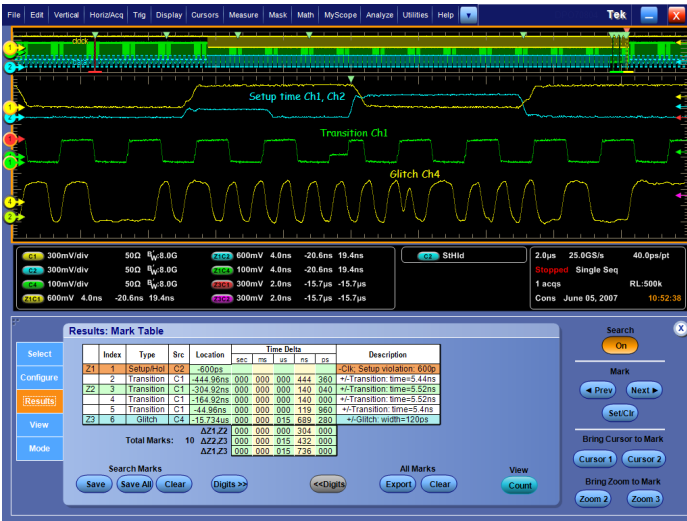 File Edit Vertical Horiz/Acq Trig Display Cursors Measure Mask Math MyScope Analyze Utilities Help Tek X
clock
1
2
Setup time Ch1, Ch2
1
2
Transition Ch1
1
1
Glitch Ch4
4
2
C1 300mV/div 50Ω BW:8.0G Z1C2 600mV 4.0ns -20.6ns 19.4ns C2 StHld 2.0µs 25.0GS/s 40.0ps/pt
C2 300mV/div 50Ω BW:8.0G Z1C4 100mV 4.0ns -20.6ns 19.4ns Stopped Single Seq
C4 100mV/div 50Ω BW:8.0G Z3C1 300mV 2.0ns -15.7µs -15.7µs 1 acqs RL:500k
Z1C1 600mV 4.0ns -20.6ns 19.4ns 300mV 2.0ns -15.7µs -15.7µs Cons June 05, 2007 10:52:38
Results: Mark Table
Search X
On
Select
Configure
Results
View
Mode
Index Type Src Location Time Delta Description
sec ms us ns ps
Z1 1 Setup/Hol C2 -600ps -Clk; Setup violation: 600p
2 Transition C1 -444.96ns 000 000 000 444 360 +/-Transition: time=5.44ns
Z2 3 Transition C1 -304.92ns 000 000 000 140 040 +/-Transition: time=5.52ns
4 Transition C1 -164.92ns 000 000 000 140 000 +/-Transition: time=5.52ns
5 Transition C1 -44.96ns 000 000 000 119 960 +/-Transition: time=5.4ns
Z3 6 Glitch C4 -15.734us 000 000 015 689 280 +/-Glitch: width=120ps
ΔZ1,Z2 000 000 000 304 000
Total Marks: 10 ΔZ2,Z3 000 000 015 432 000
ΔZ1,Z3 000 000 015 736 000
Mark
Prev Next
Set/Clr
Bring Cursor to Mark
Cursor 1 Cursor 2
Bring Zoom to Mark
Zoom 2 Zoom 3
Search Marks All Marks View
Save Save All Clear Digits >> <<Digits Export Clear Count